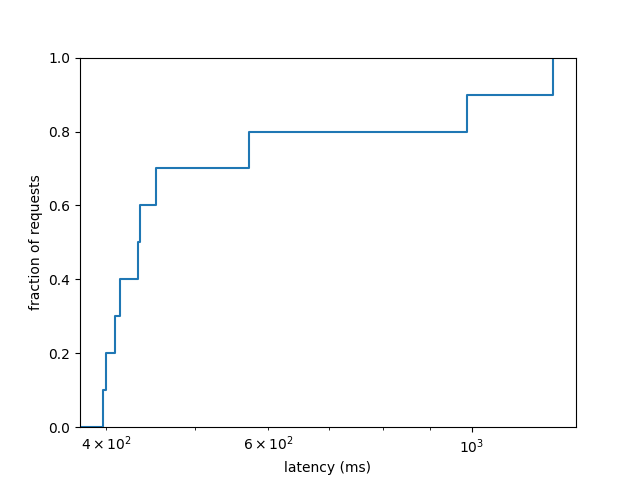 1.0
0.8
0.6
0.4
0.2
0.0
fraction of requests
4 × 10²
6 × 10²
10³
latency (ms)